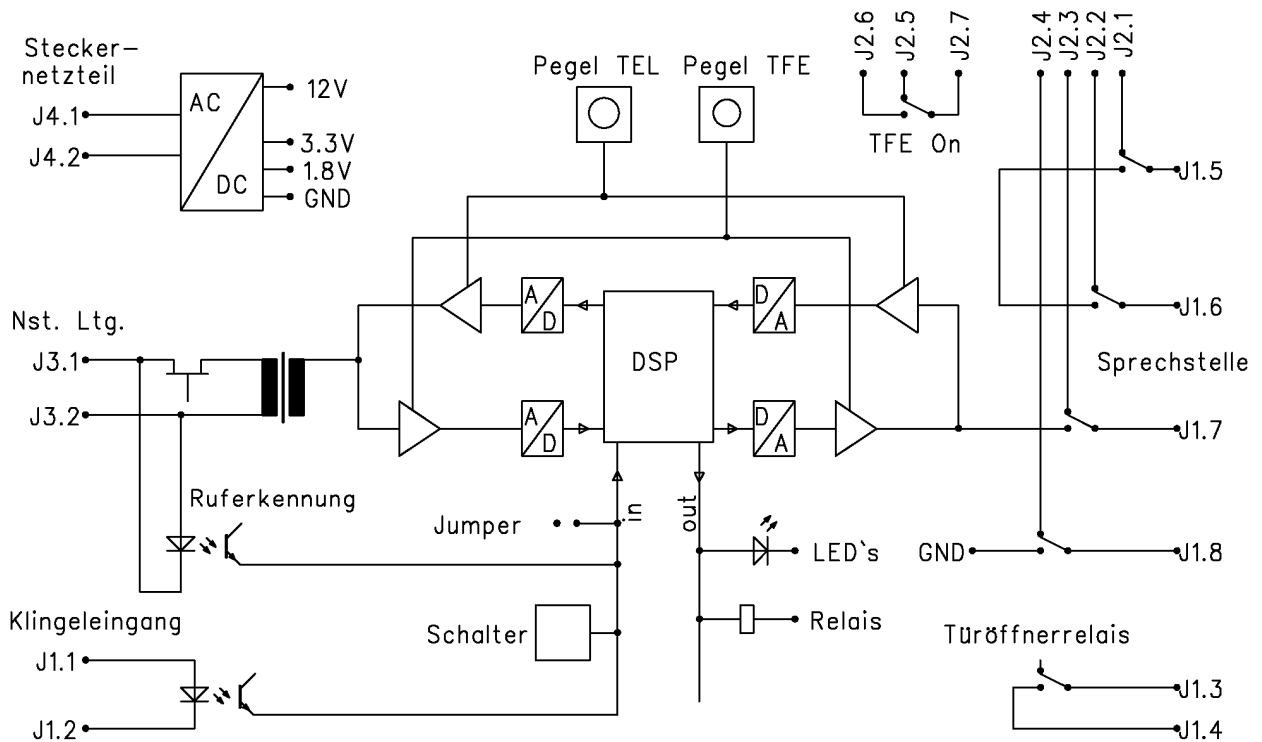 Stecker-
netzteil
J4.1
J4.2
AC
DC
12V
3.3V
1.8V
GND
Pegel TEL
Pegel TFE
J2.6
J2.5
J2.7
TFE On
J2.4
J2.3
J2.2
J2.1
J1.5
J1.6
Sprechstelle
J1.7
J1.8
GND
Nst. Ltg.
J3.1
J3.2
A
D
D
A
DSP
A
D
D
A
Ruferkennung
Jumper
in
out
LED`s
Relais
Schalter
Klingeleingang
J1.1
J1.2
Türöffnerrelais
J1.3
J1.4